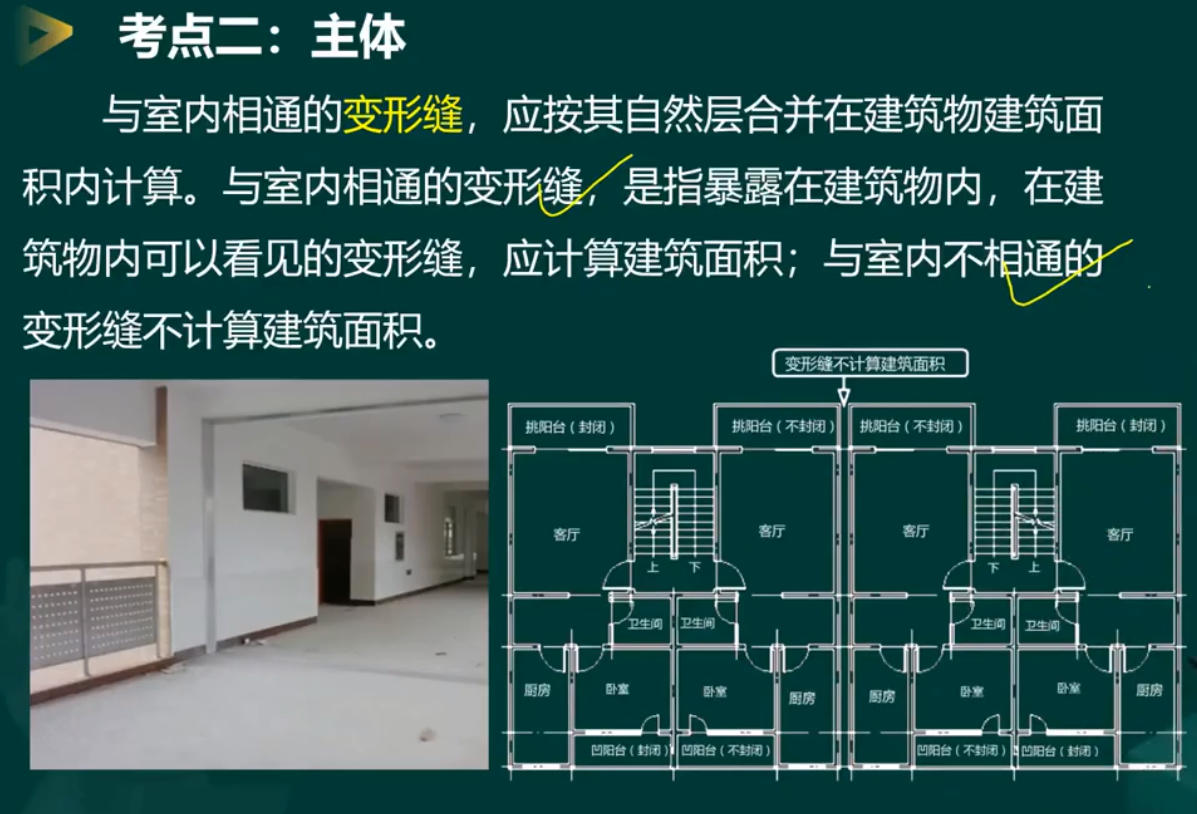 考点二：主体
与室内相通的变形缝，应按其自然层合并在建筑物建筑面
积内计算。与室内相通的变形缝，是指暴露在建筑物内，在建
筑物内可以看见的变形缝，应计算建筑面积；与室内不相通的
变形缝不计算建筑面积。
变形缝不计算建筑面积
挑阳台（封闭） 挑阳台（不封闭） 挑阳台（不封闭） 挑阳台（封闭）
客厅 客厅 客厅 客厅
上 下 下 上
卫生间 卫生间 卫生间 卫生间
厨房 卧室 卧室 厨房 厨房 卧室 卧室 厨房
凹阳台（封闭） 凹阳台（不封闭） 凹阳台（不封闭） 凹阳台（封闭）